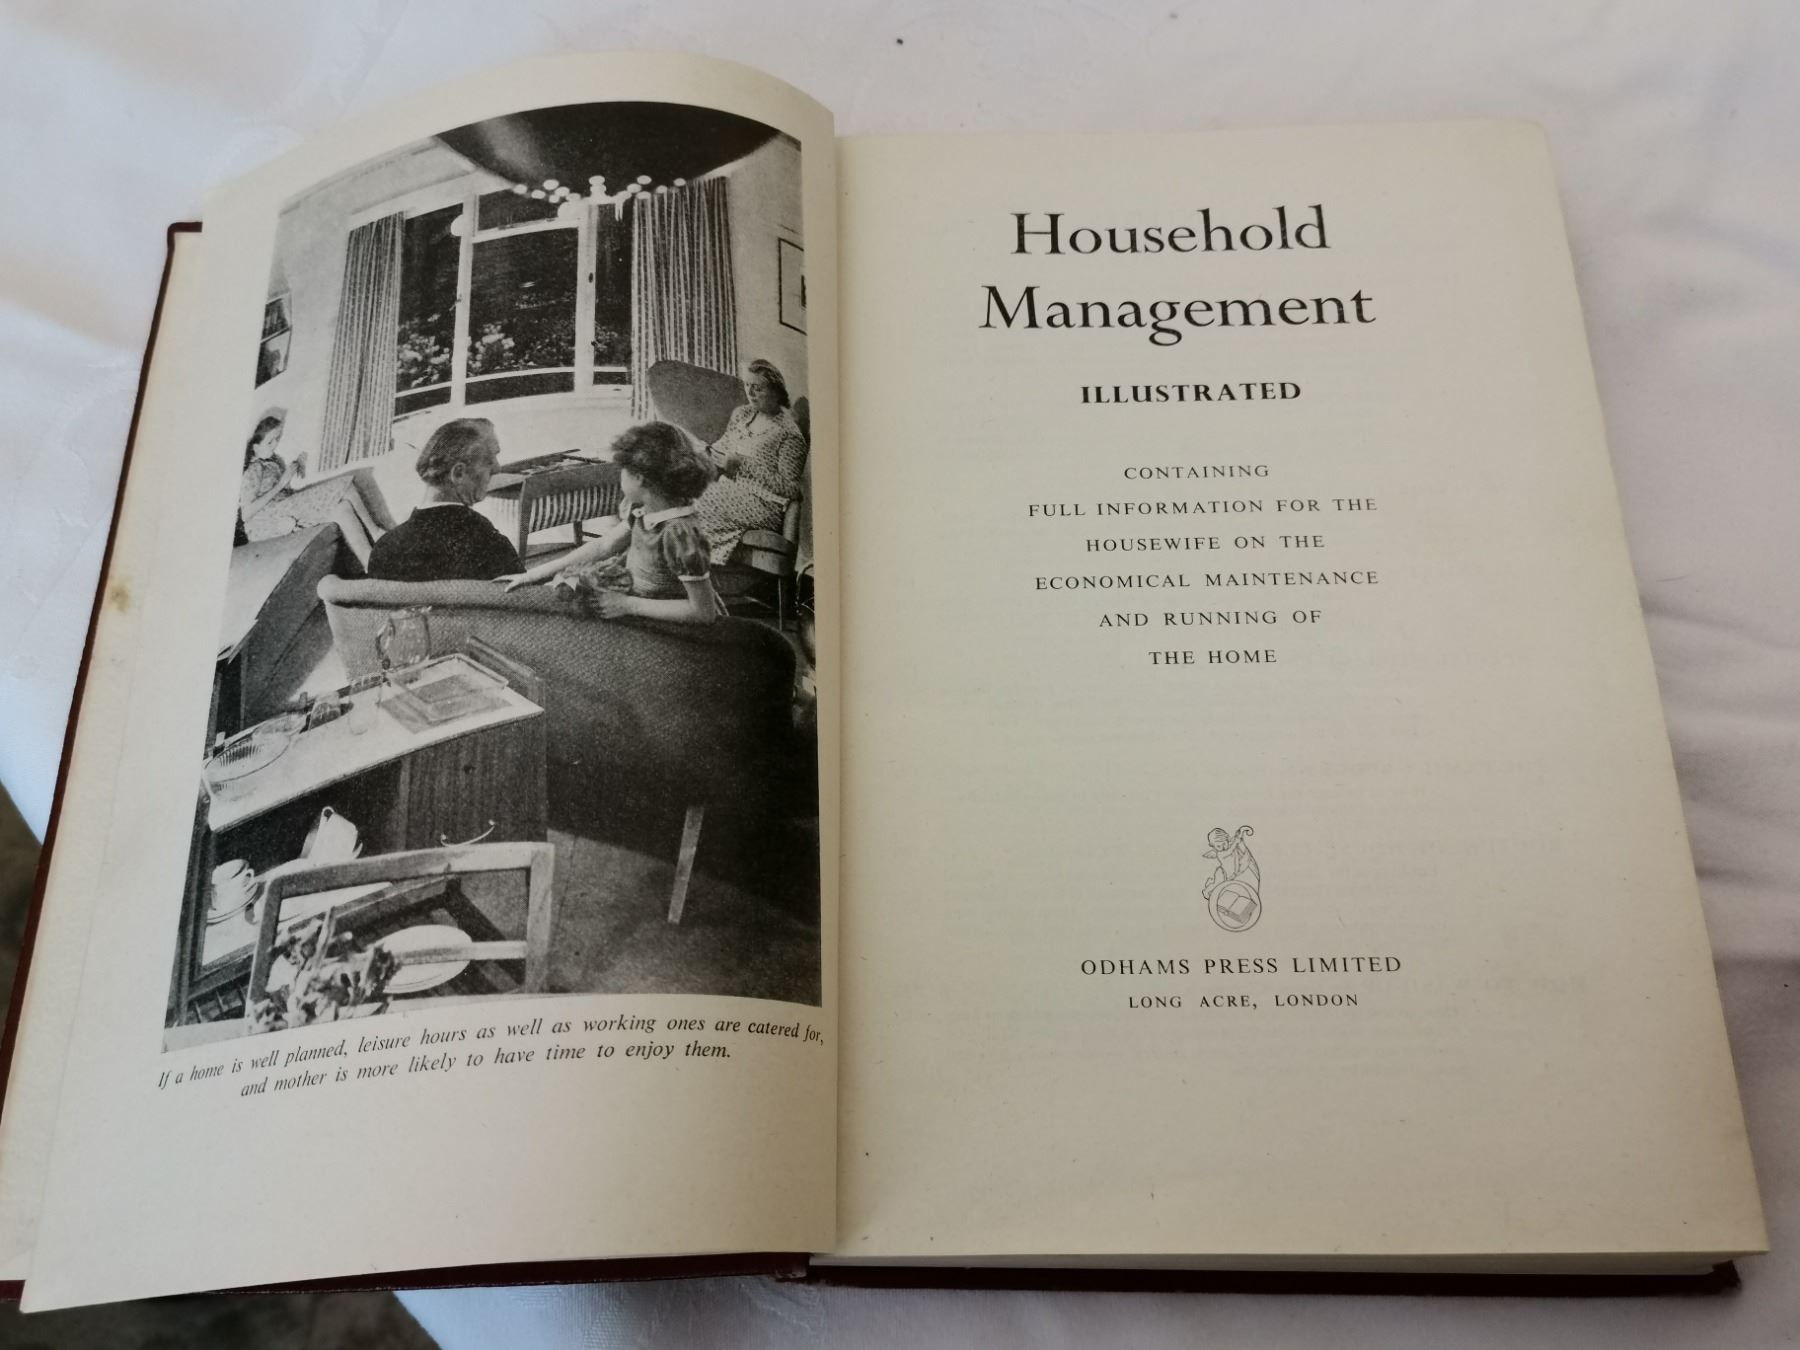 If a home is well planned, leisure hours as well as working ones are catered for,
and mother is more likely to have time to enjoy them.
Household
Management
ILLUSTRATED
CONTAINING
FULL INFORMATION FOR THE
HOUSEWIFE ON THE
ECONOMICAL MAINTENANCE
AND RUNNING OF
THE HOME
ODHAMS PRESS LIMITED
LONG ACRE, LONDON